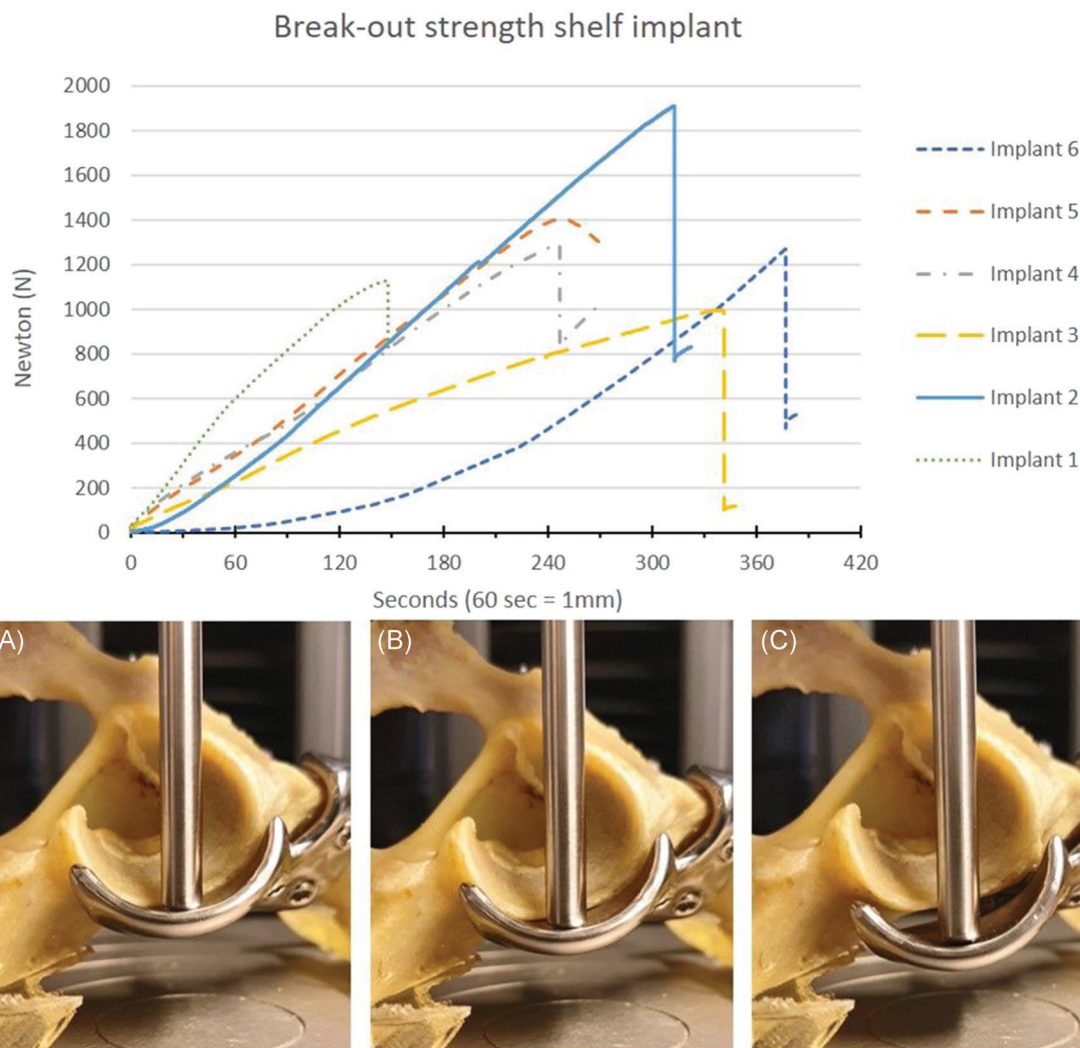 Break-out strength shelf implant
2000
1800
1600
1400
1200
1000
800
600
400
200
0
Newton (N)
0 60 120 180 240 300 360 420
Seconds (60 sec = 1mm)
Implant 6
Implant 5
Implant 4
Implant 3
Implant 2
Implant 1
A) (B) (C)